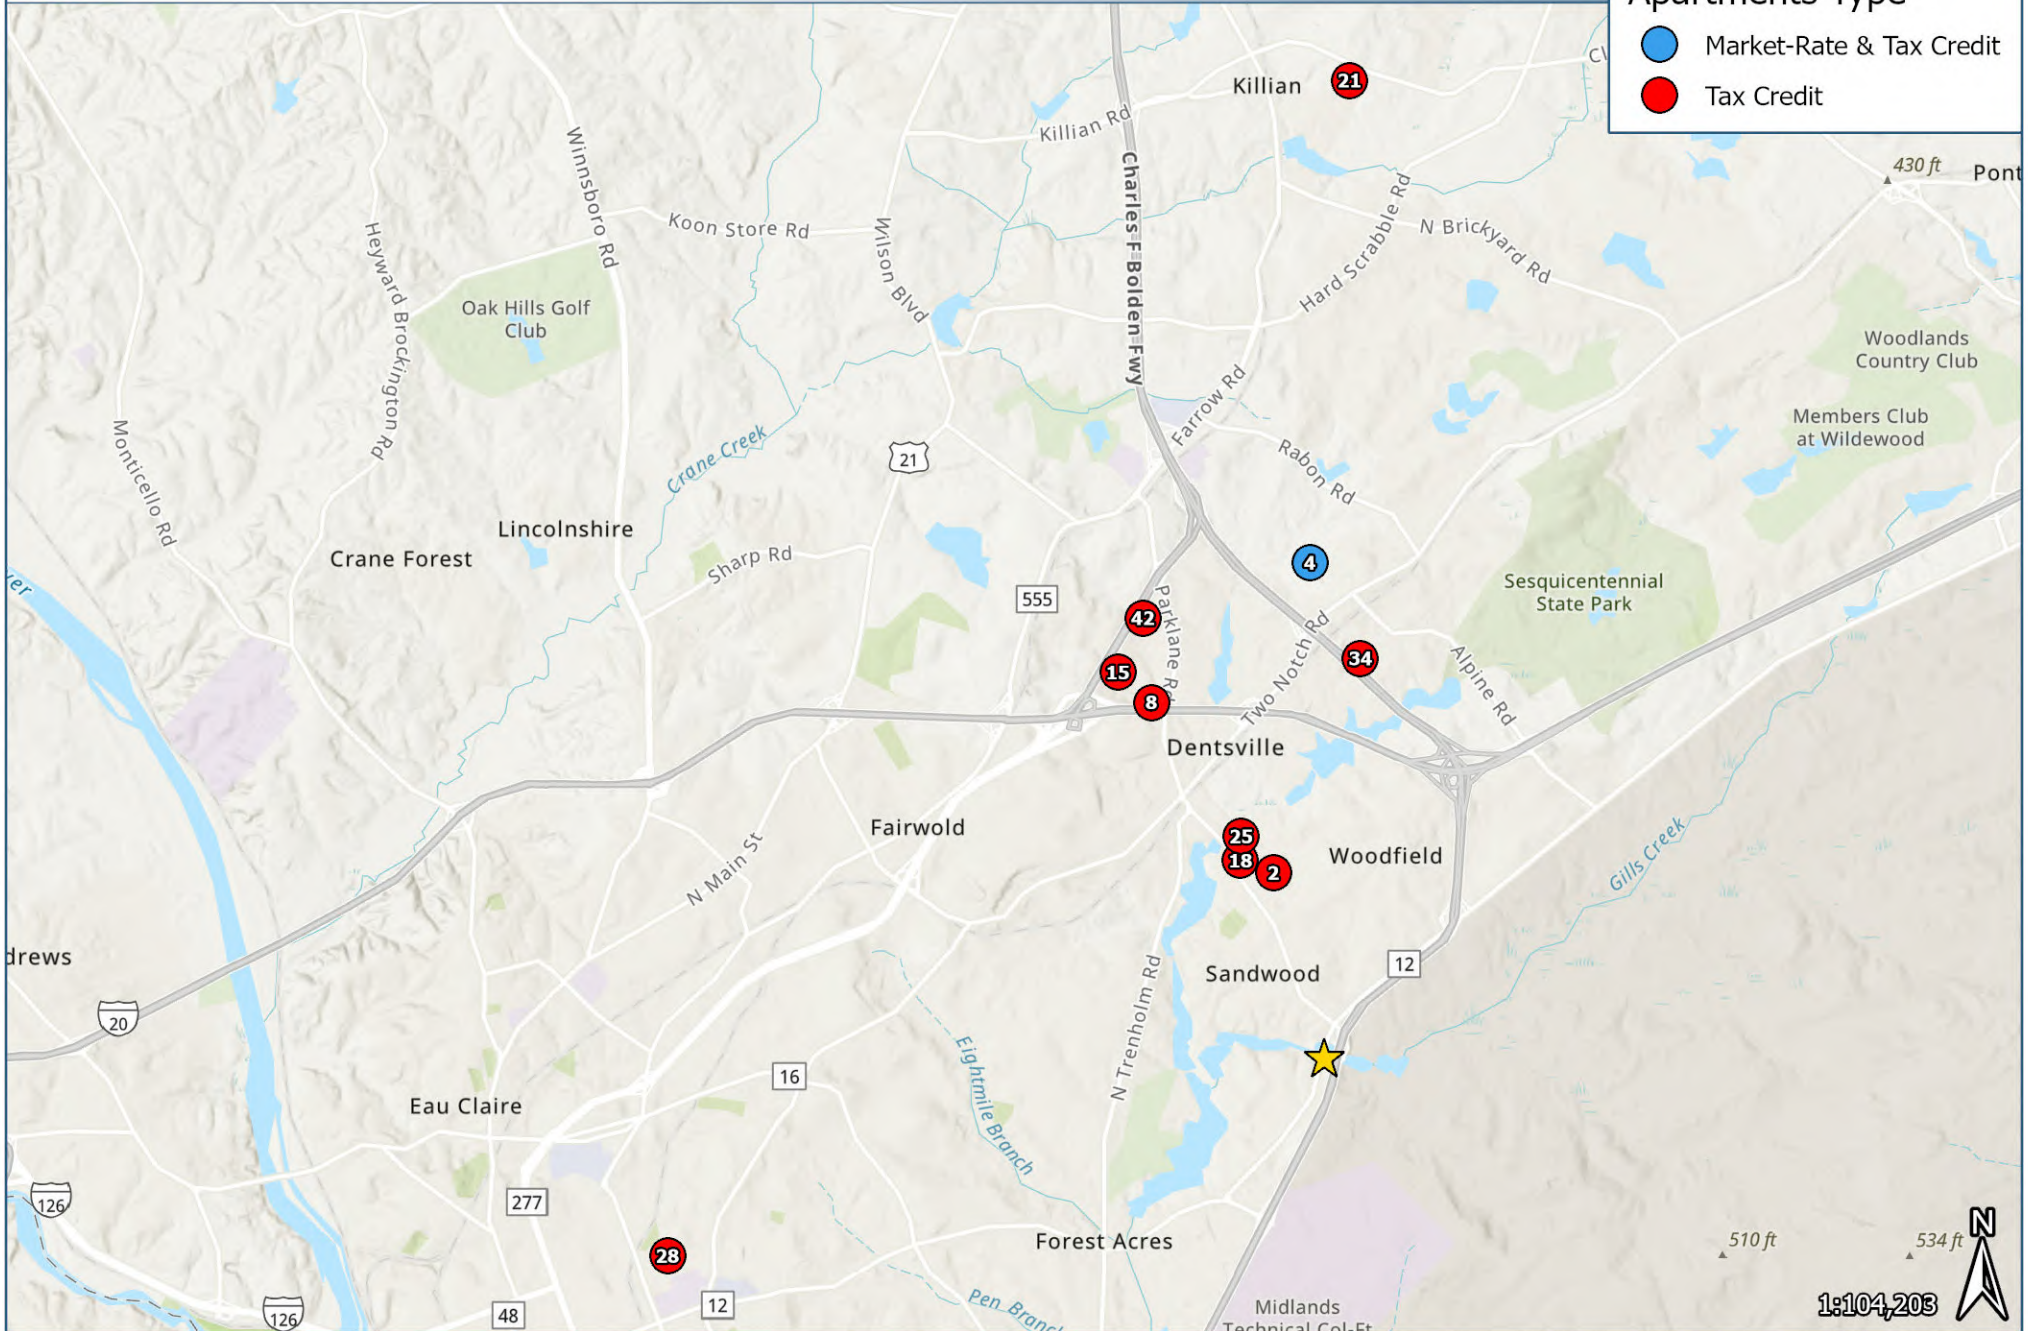 Apartments Type
Market-Rate & Tax Credit
Tax Credit
Killian
21
Killian Rd
Charles F Bolden Fwy
430 ft
Winnsboro Rd
Koon Store Rd
Wilson Blvd
Heyward Brockington Rd
Hard Scrabble Rd
N Brickyard Rd
Oak Hills Golf
Club
Woodlands
Country Club
Members Club
at Wildewood
Farrow Rd
Rabon Rd
Monticello Rd
Crane Creek
21
Lincolnshire
Crane Forest
Sharp Rd
555
4
Sesquicentennial
State Park
42
Parklane Rd
Two Notch Rd
34
Alpine Rd
15
8
Dentsville
Fairwold
N Main St
25
18
2
Woodfield
Gills Creek
drews
Sandwood
12
N Trenholm Rd
20
16
Eightmile Branch
Eau Claire
126
277
28
Forest Acres
510 ft
534 ft
N
126
48
12
Pen Branch
Midlands
Technical Col-Ft
1:104,203